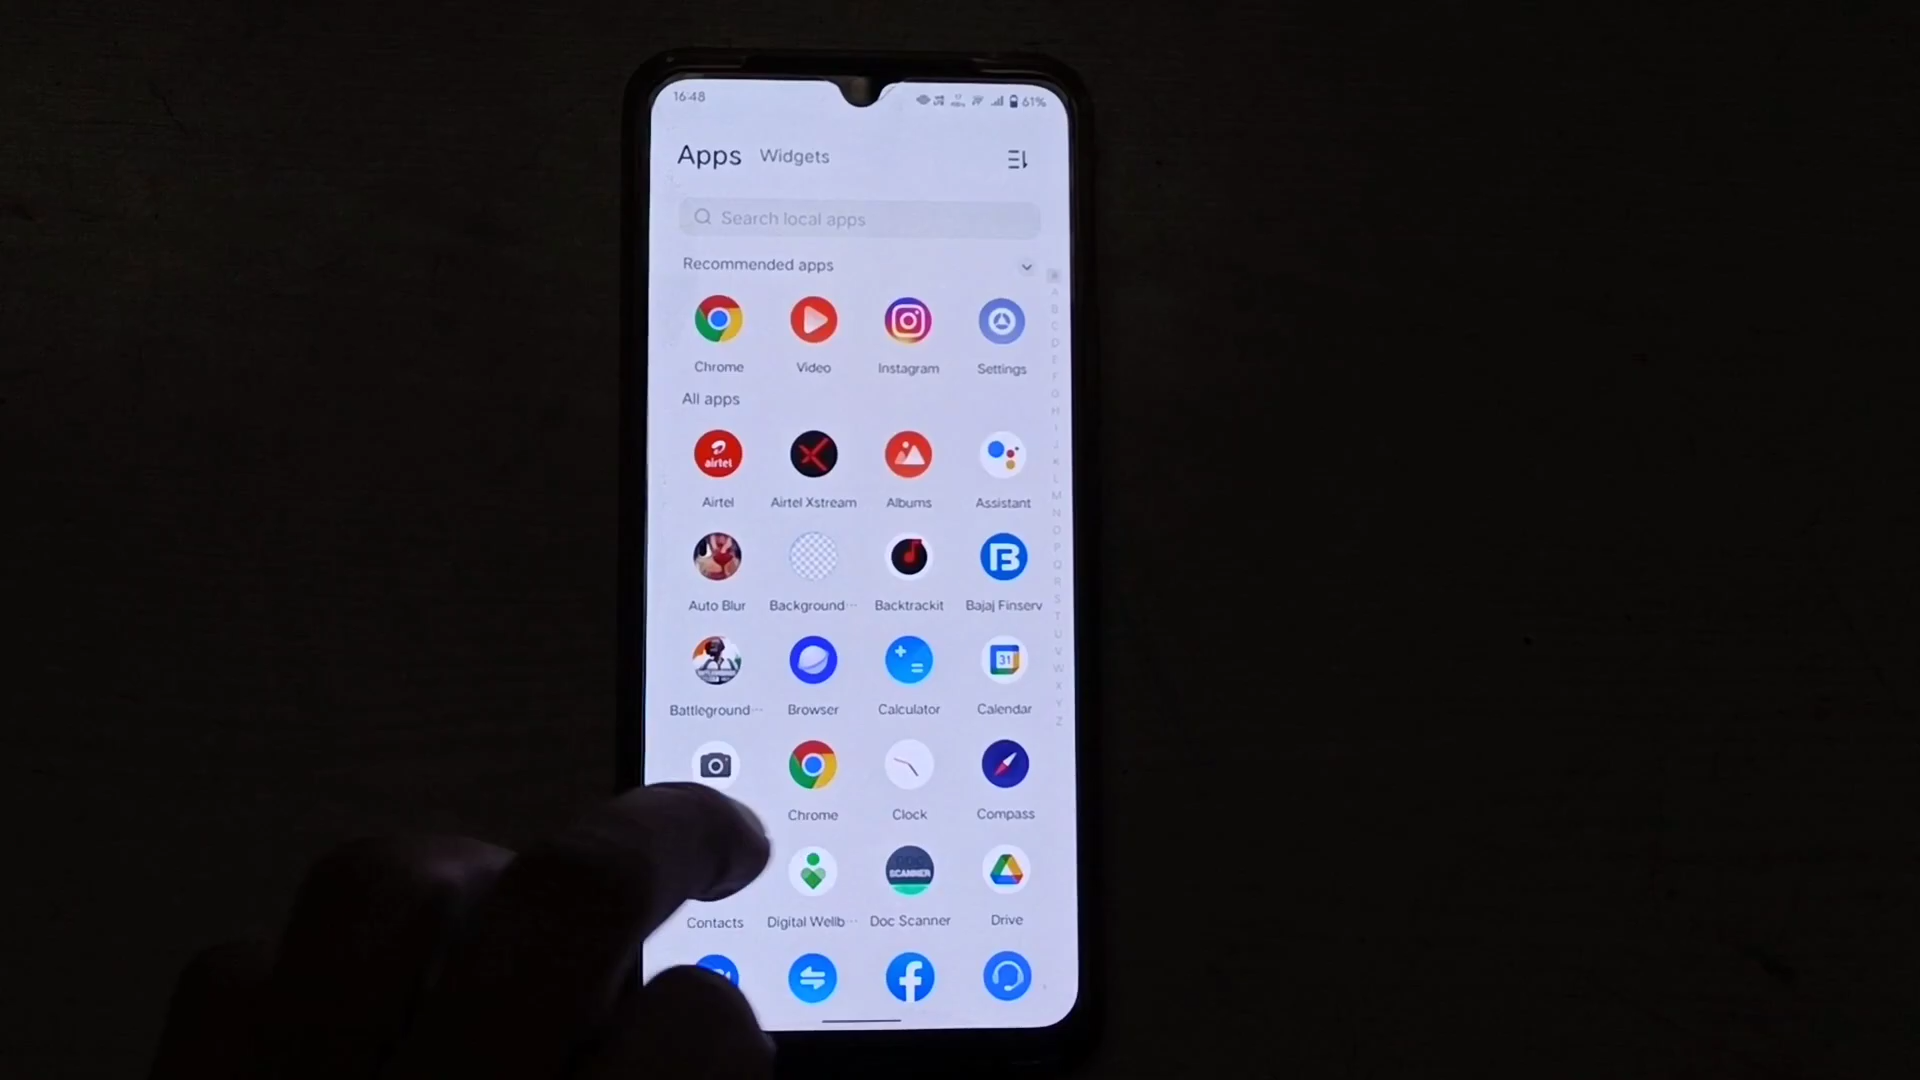 16:48
61%
Apps Widgets
Search local apps
Recommended apps
Chrome Video Instagram Settings
All apps
airtel
Airtel Airtel Xstream Albums Assistant
Auto Blur Background... Backtrackit Bajaj Finserv
31
Battleground... Browser Calculator Calendar
Chrome Clock Compass
SCANNER
Contacts Digital Wellb... Doc Scanner Drive